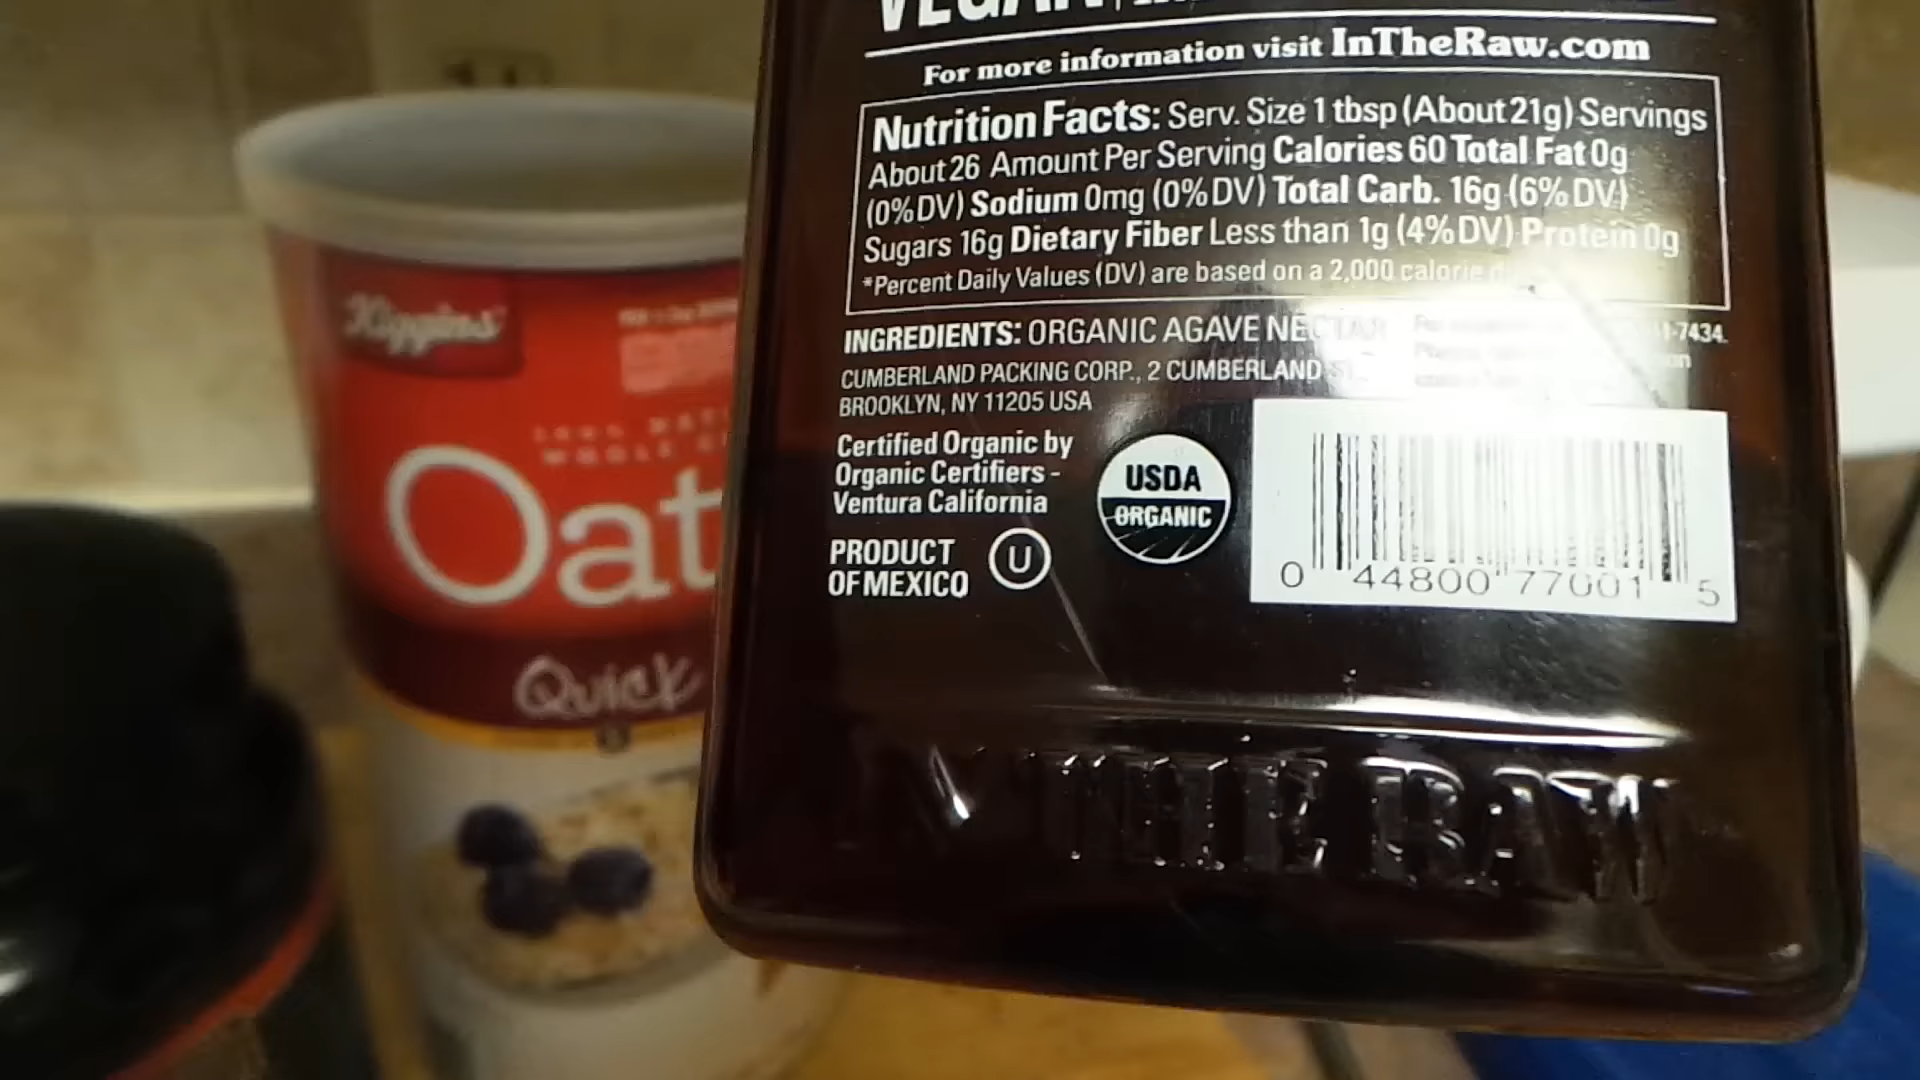 VEGAN
For more information visit InTheRaw.com
Nutrition Facts: Serv. Size 1 tbsp (About 21g) Servings
About 26 Amount Per Serving Calories 60 Total Fat 0g
(0% DV) Sodium 0mg (0% DV) Total Carb. 16g (6% DV)
Sugars 16g Dietary Fiber Less than 1g (4% DV) Protein 0g
*Percent Daily Values (DV) are based on a 2,000 calorie
INGREDIENTS: ORGANIC AGAVE NECTAR
CUMBERLAND PACKING CORP., 2 CUMBERLAND
BROOKLYN, NY 11205 USA
-7434.
Certified Organic by
Organic Certifiers -
Ventura California
PRODUCT
OF MEXICO
U
USDA
ORGANIC
0 44800 77001 5
THE RAW
Kiggins
Oat
Quick